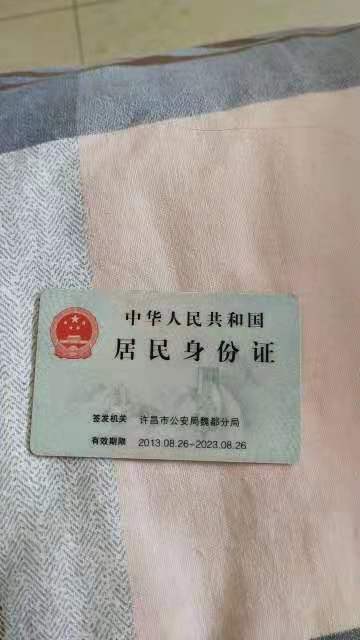 中华人民共和国
居民身份证
签发机关 许昌市公安局魏都分局
有效期限 2013.08.26-2023.08.26